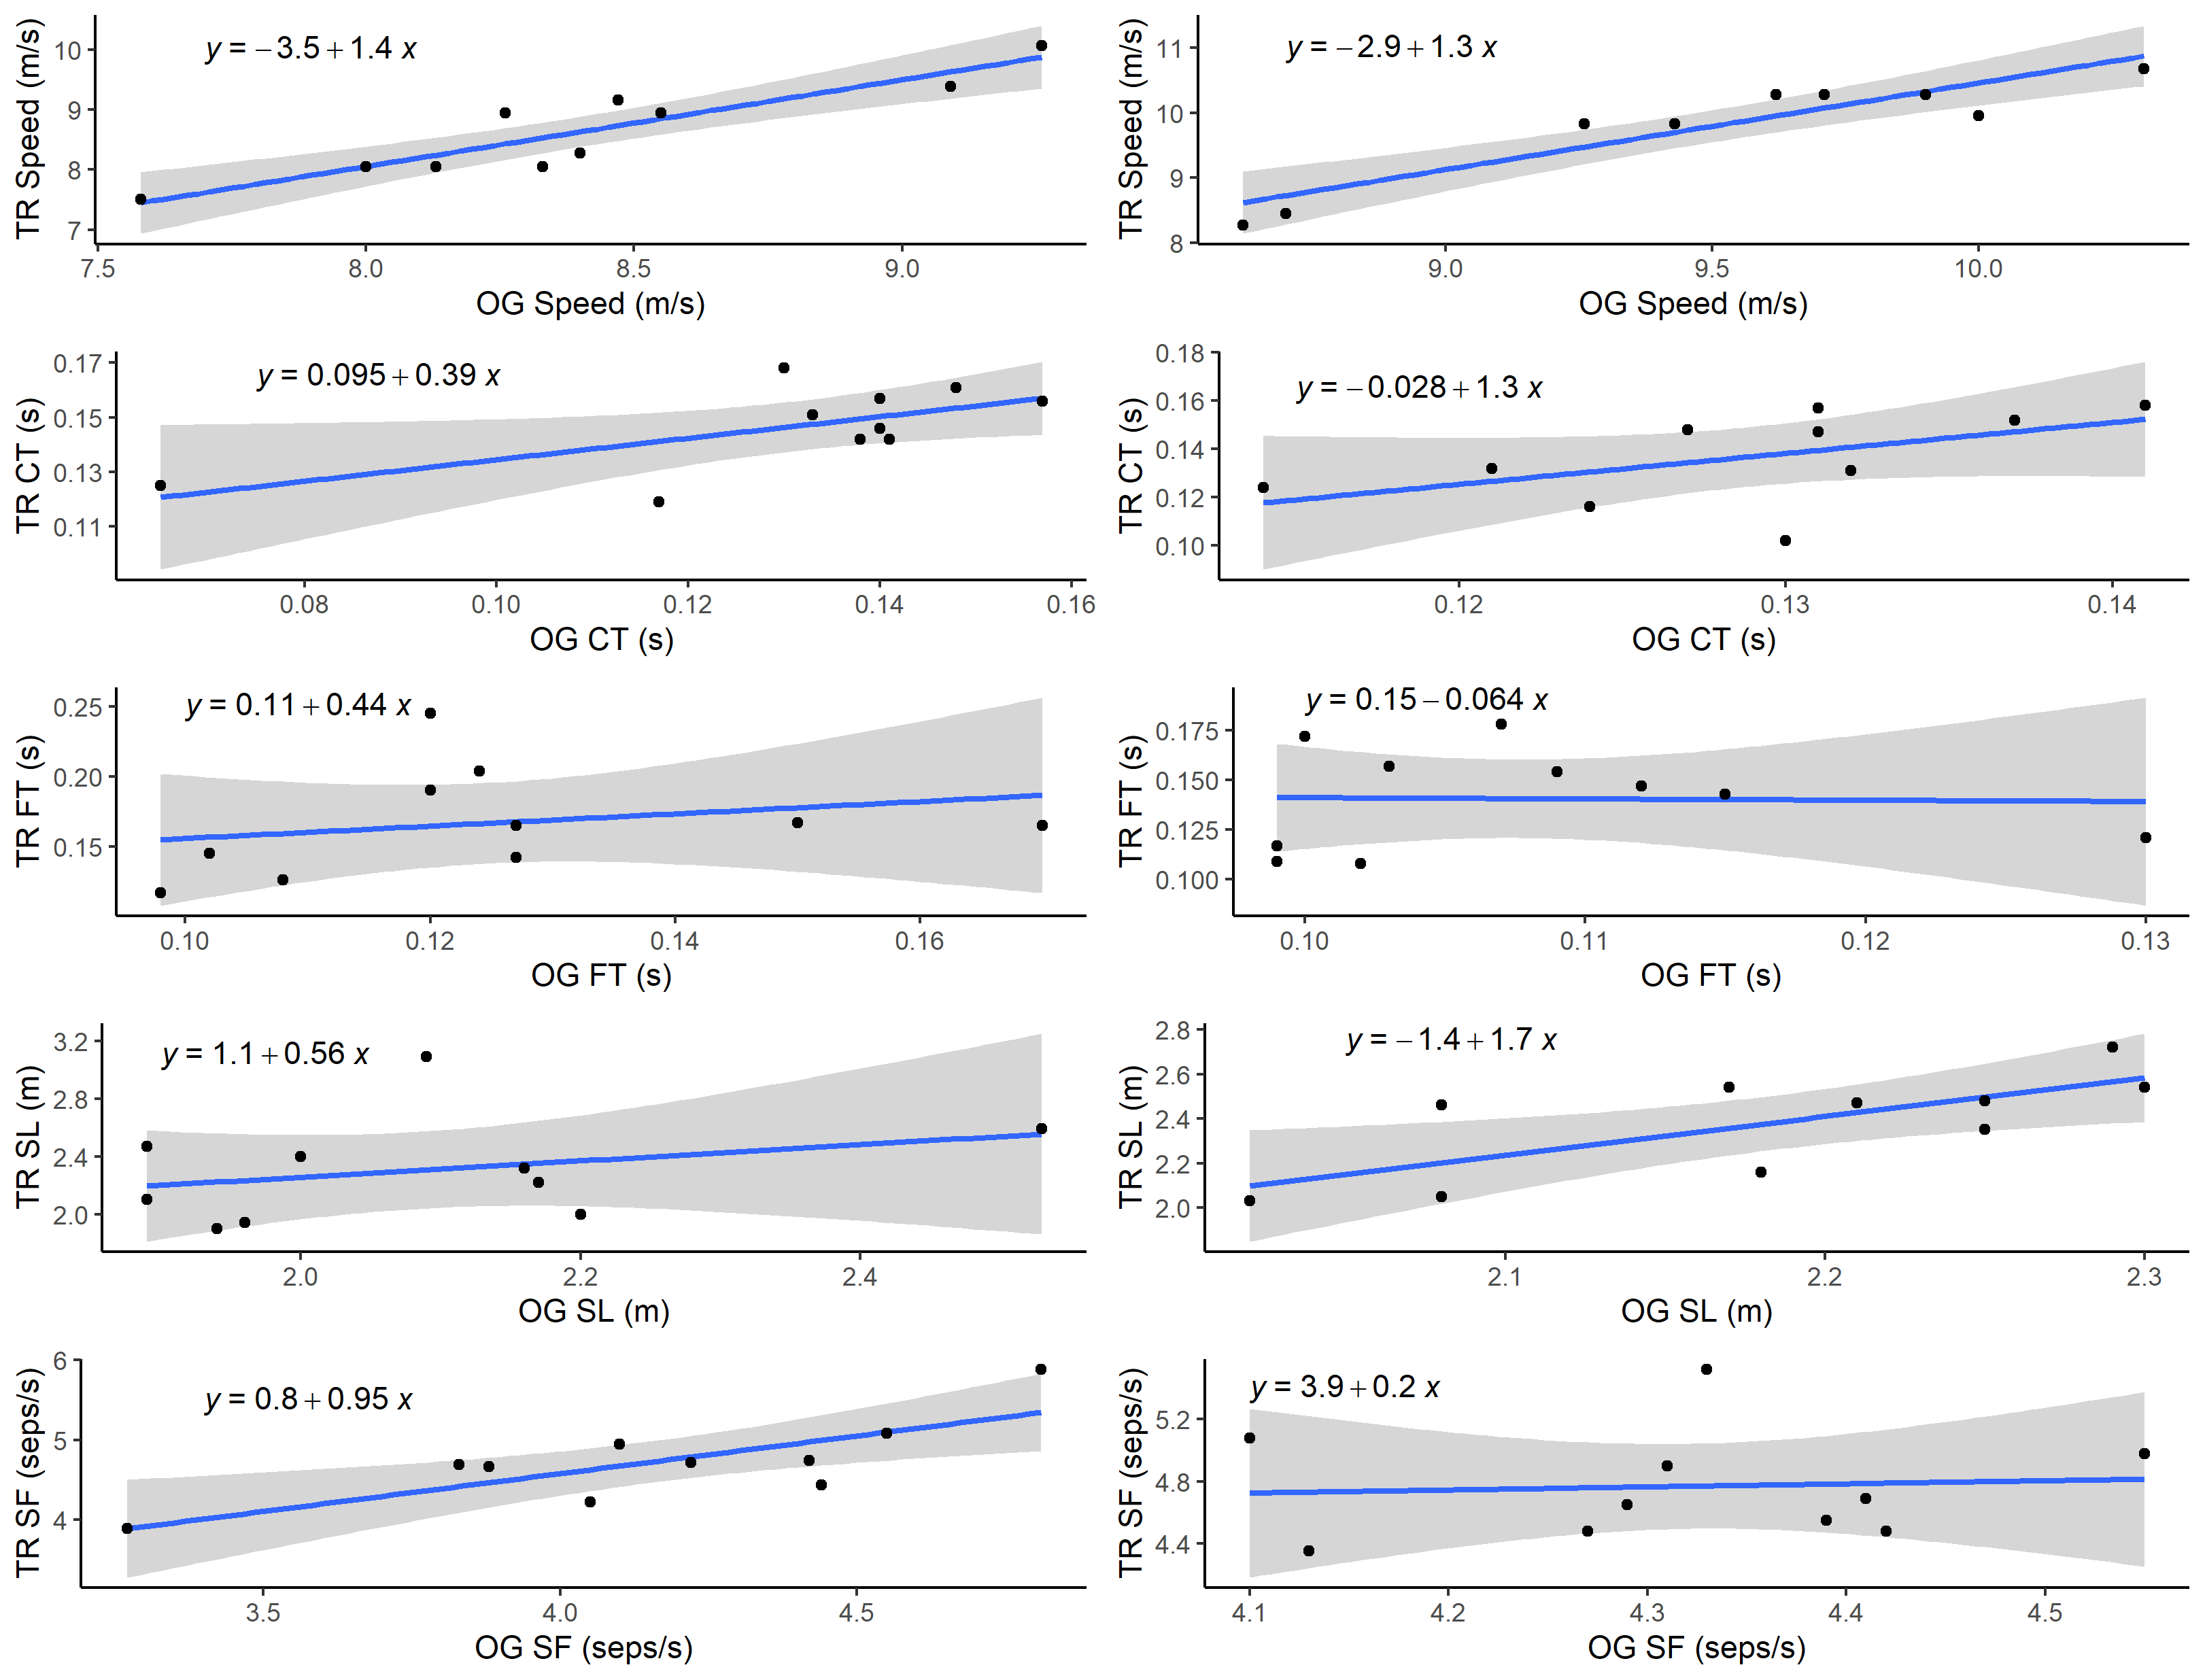 y = −3.5 + 1.4 x
TR Speed (m/s)
10
9
8
7
7.5 8.0 8.5 9.0
OG Speed (m/s)
y = −2.9 + 1.3 x
TR Speed (m/s)
11
10
9
8
9.0 9.5 10.0
OG Speed (m/s)
y = 0.095 + 0.39 x
TR CT (s)
0.17
0.15
0.13
0.11
0.08 0.10 0.12 0.14 0.16
OG CT (s)
y = −0.028 + 1.3 x
TR CT (s)
0.18
0.16
0.14
0.12
0.10
0.12 0.13 0.14
OG CT (s)
y = 0.11 + 0.44 x
TR FT (s)
0.25
0.20
0.15
0.10 0.12 0.14 0.16
OG FT (s)
y = 0.15 − 0.064 x
TR FT (s)
0.175
0.150
0.125
0.100
0.10 0.11 0.12 0.13
OG FT (s)
y = 1.1 + 0.56 x
TR SL (m)
3.2
2.8
2.4
2.0
2.0 2.2 2.4
OG SL (m)
y = −1.4 + 1.7 x
TR SL (m)
2.8
2.6
2.4
2.2
2.0
2.1 2.2 2.3
OG SL (m)
y = 0.8 + 0.95 x
TR SF (seps/s)
6
5
4
3.5 4.0 4.5
OG SF (seps/s)
y = 3.9 + 0.2 x
TR SF (seps/s)
5.2
4.8
4.4
4.1 4.2 4.3 4.4 4.5
OG SF (seps/s)